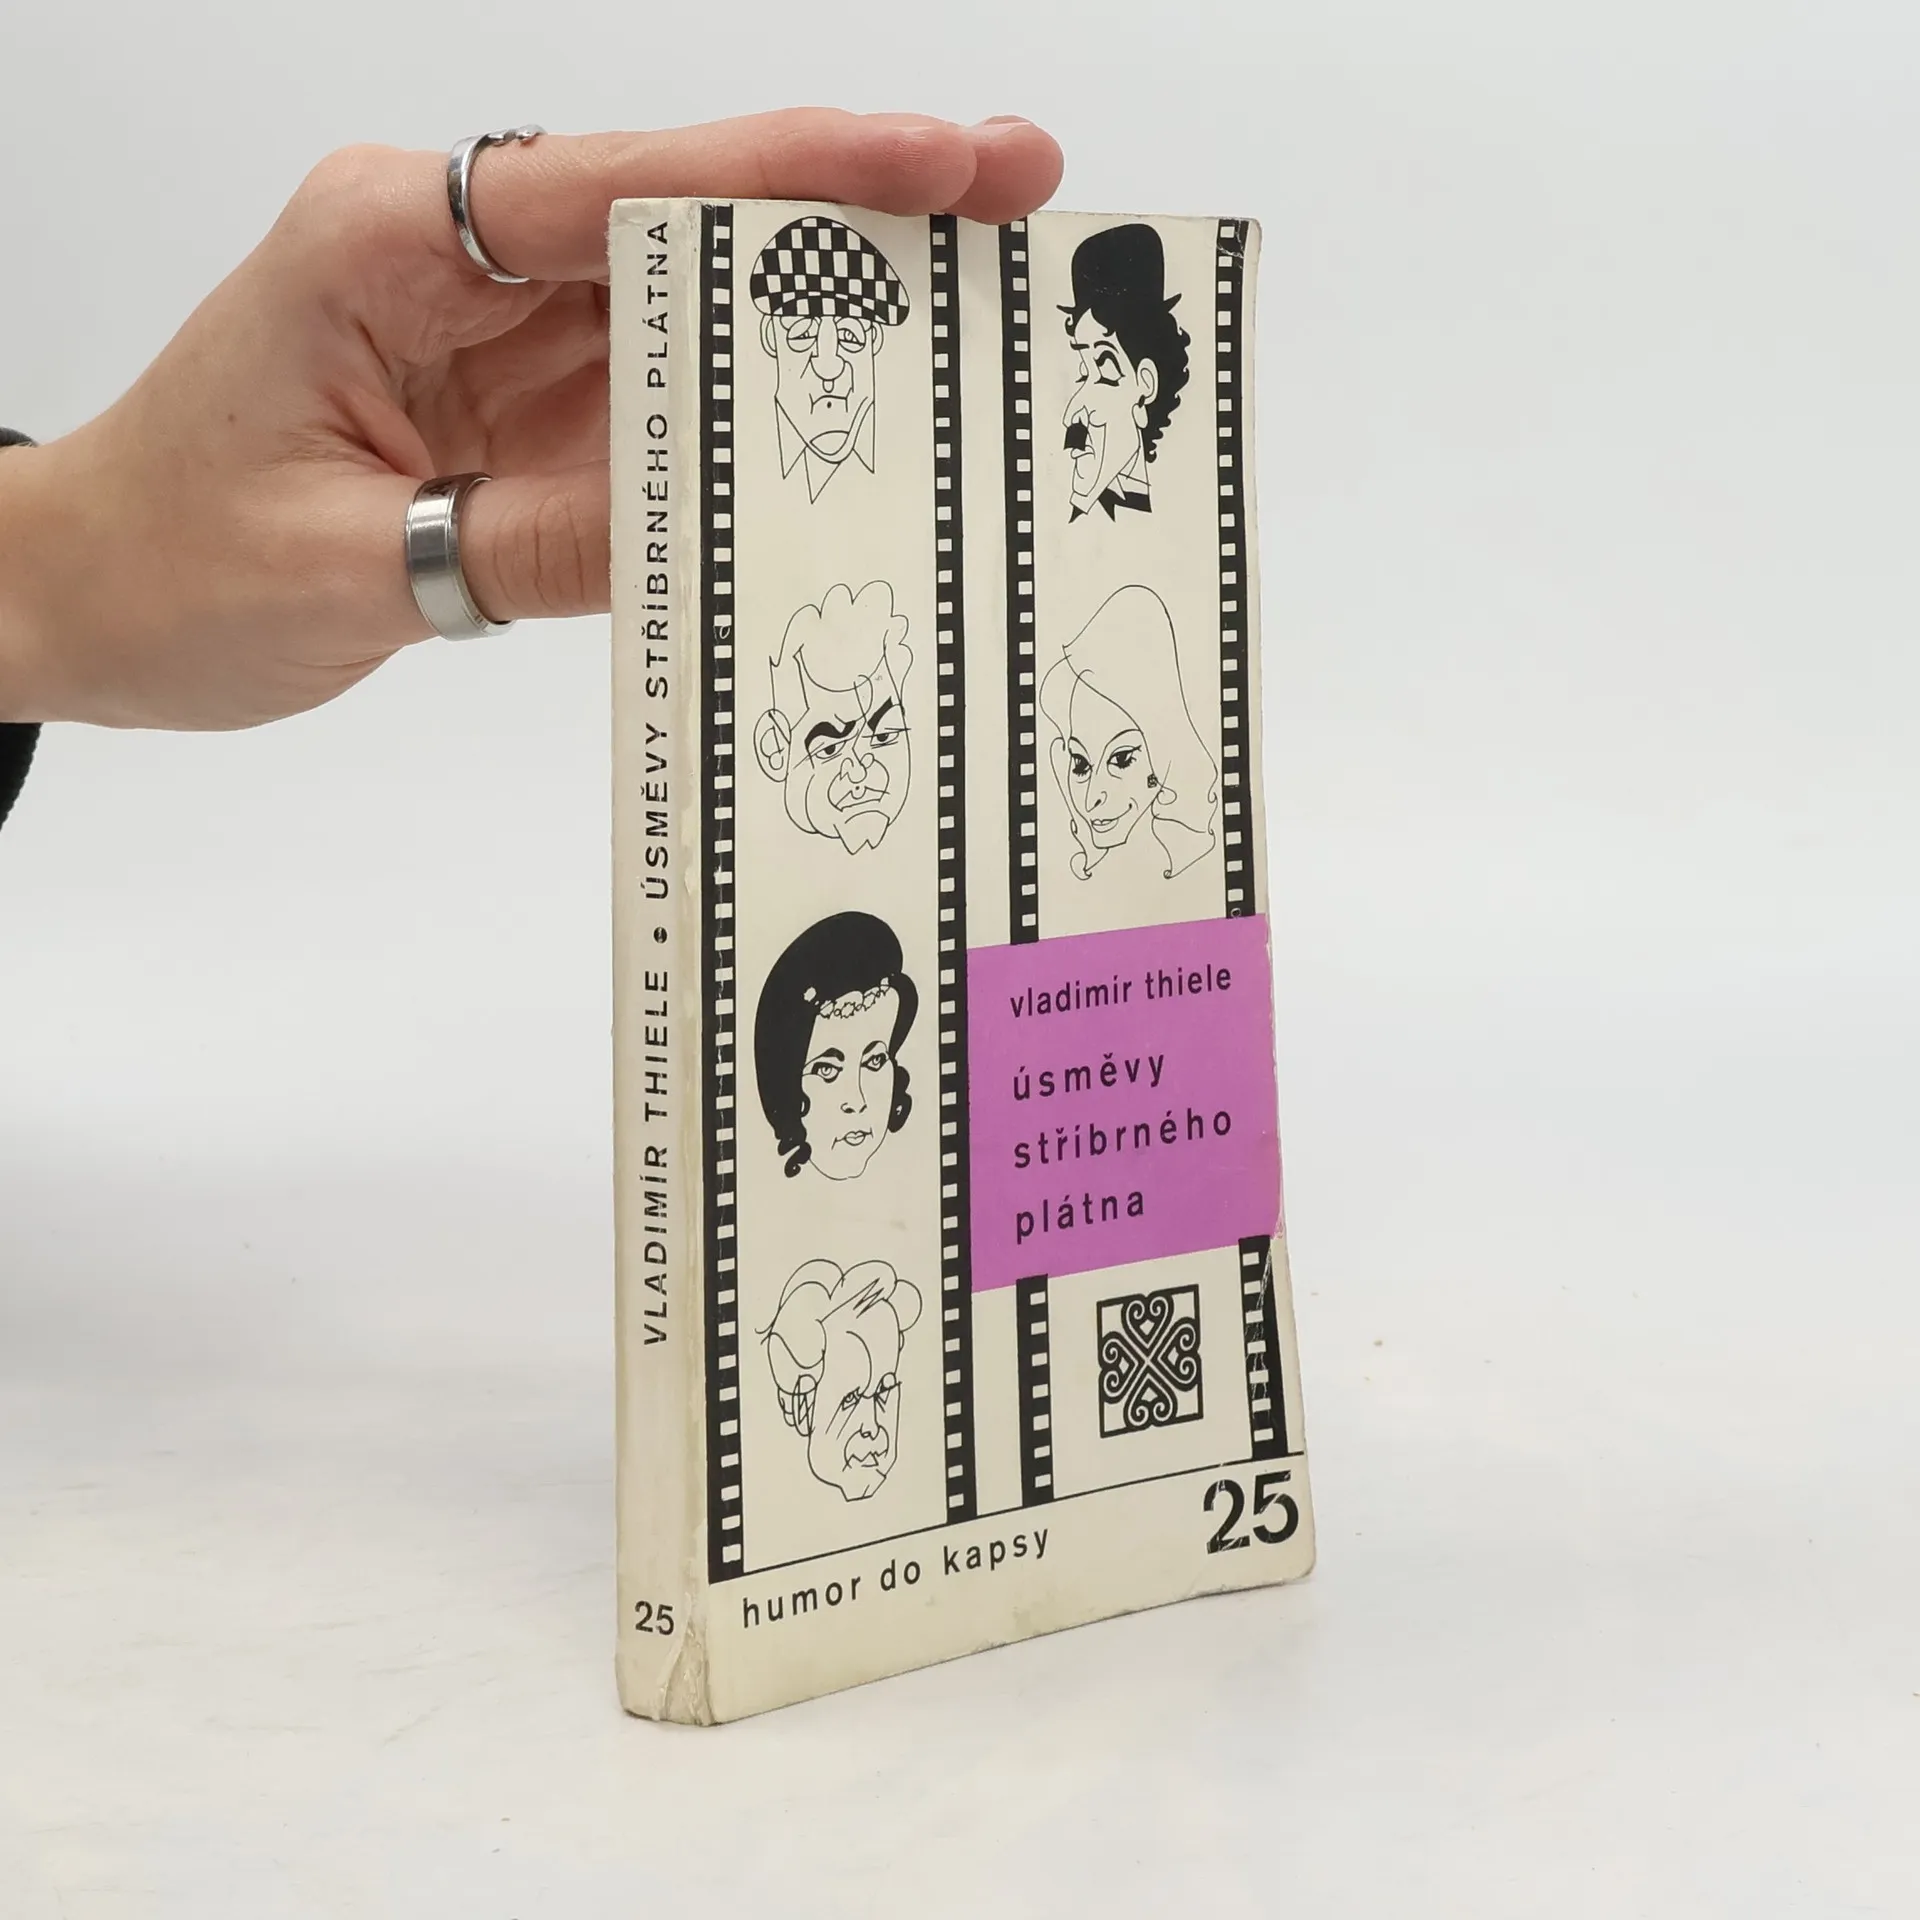 VLADIMÍR THIELE • ÚSMĚVY STŘÍBRNÉHO PLÁTNA
25
vladimír thiele
úsměvy
stříbrného
plátna
humor do kapsy
25